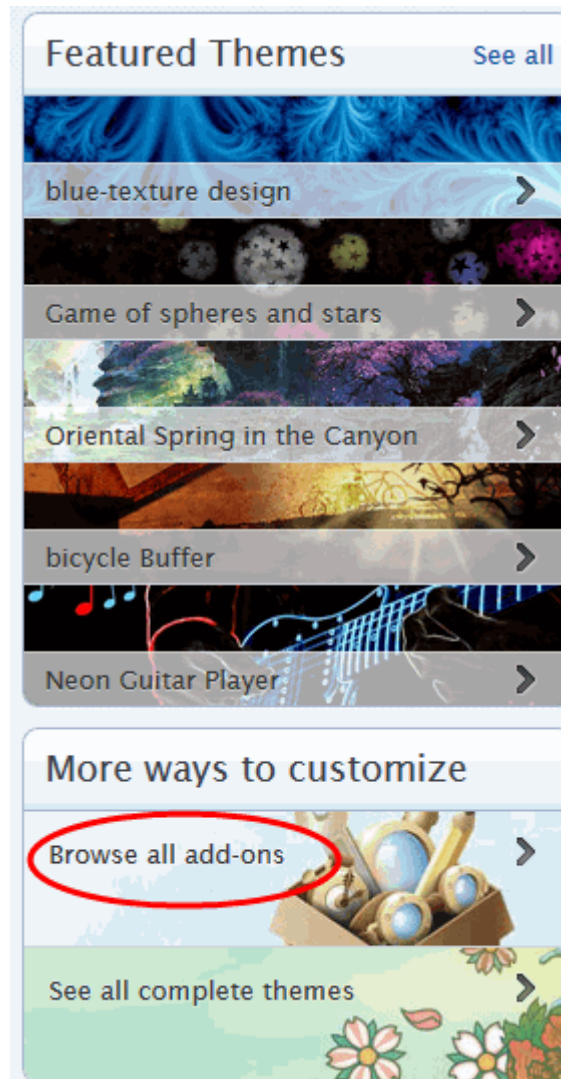 Featured Themes See all
blue-texture design
Game of spheres and stars
Oriental Spring in the Canyon
bicycle Buffer
Neon Guitar Player
More ways to customize
Browse all add-ons
See all complete themes